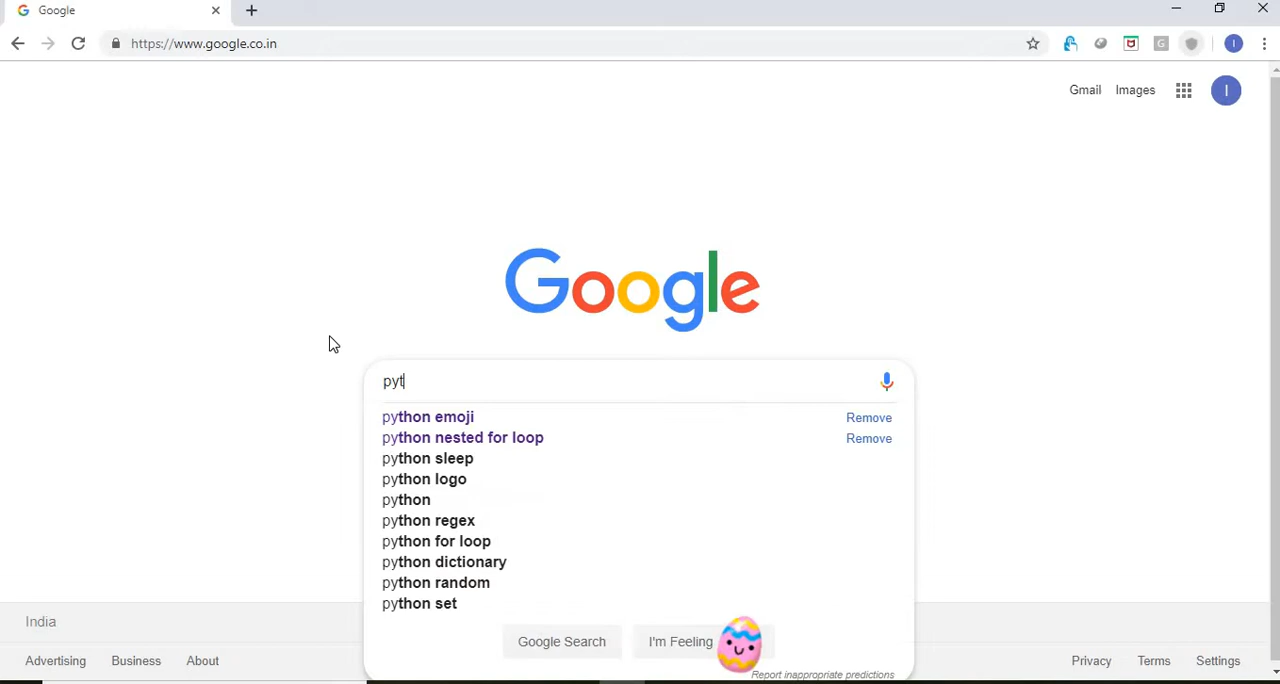 Google
https://www.google.co.in
G
I
Gmail Images I
Google
pyt
python emoji Remove
python nested for loop Remove
python sleep
python logo
python
python regex
python for loop
python dictionary
python random
python set
Google Search I'm Feeling
Report inappropriate predictions
India
Advertising Business About Privacy Terms Settings